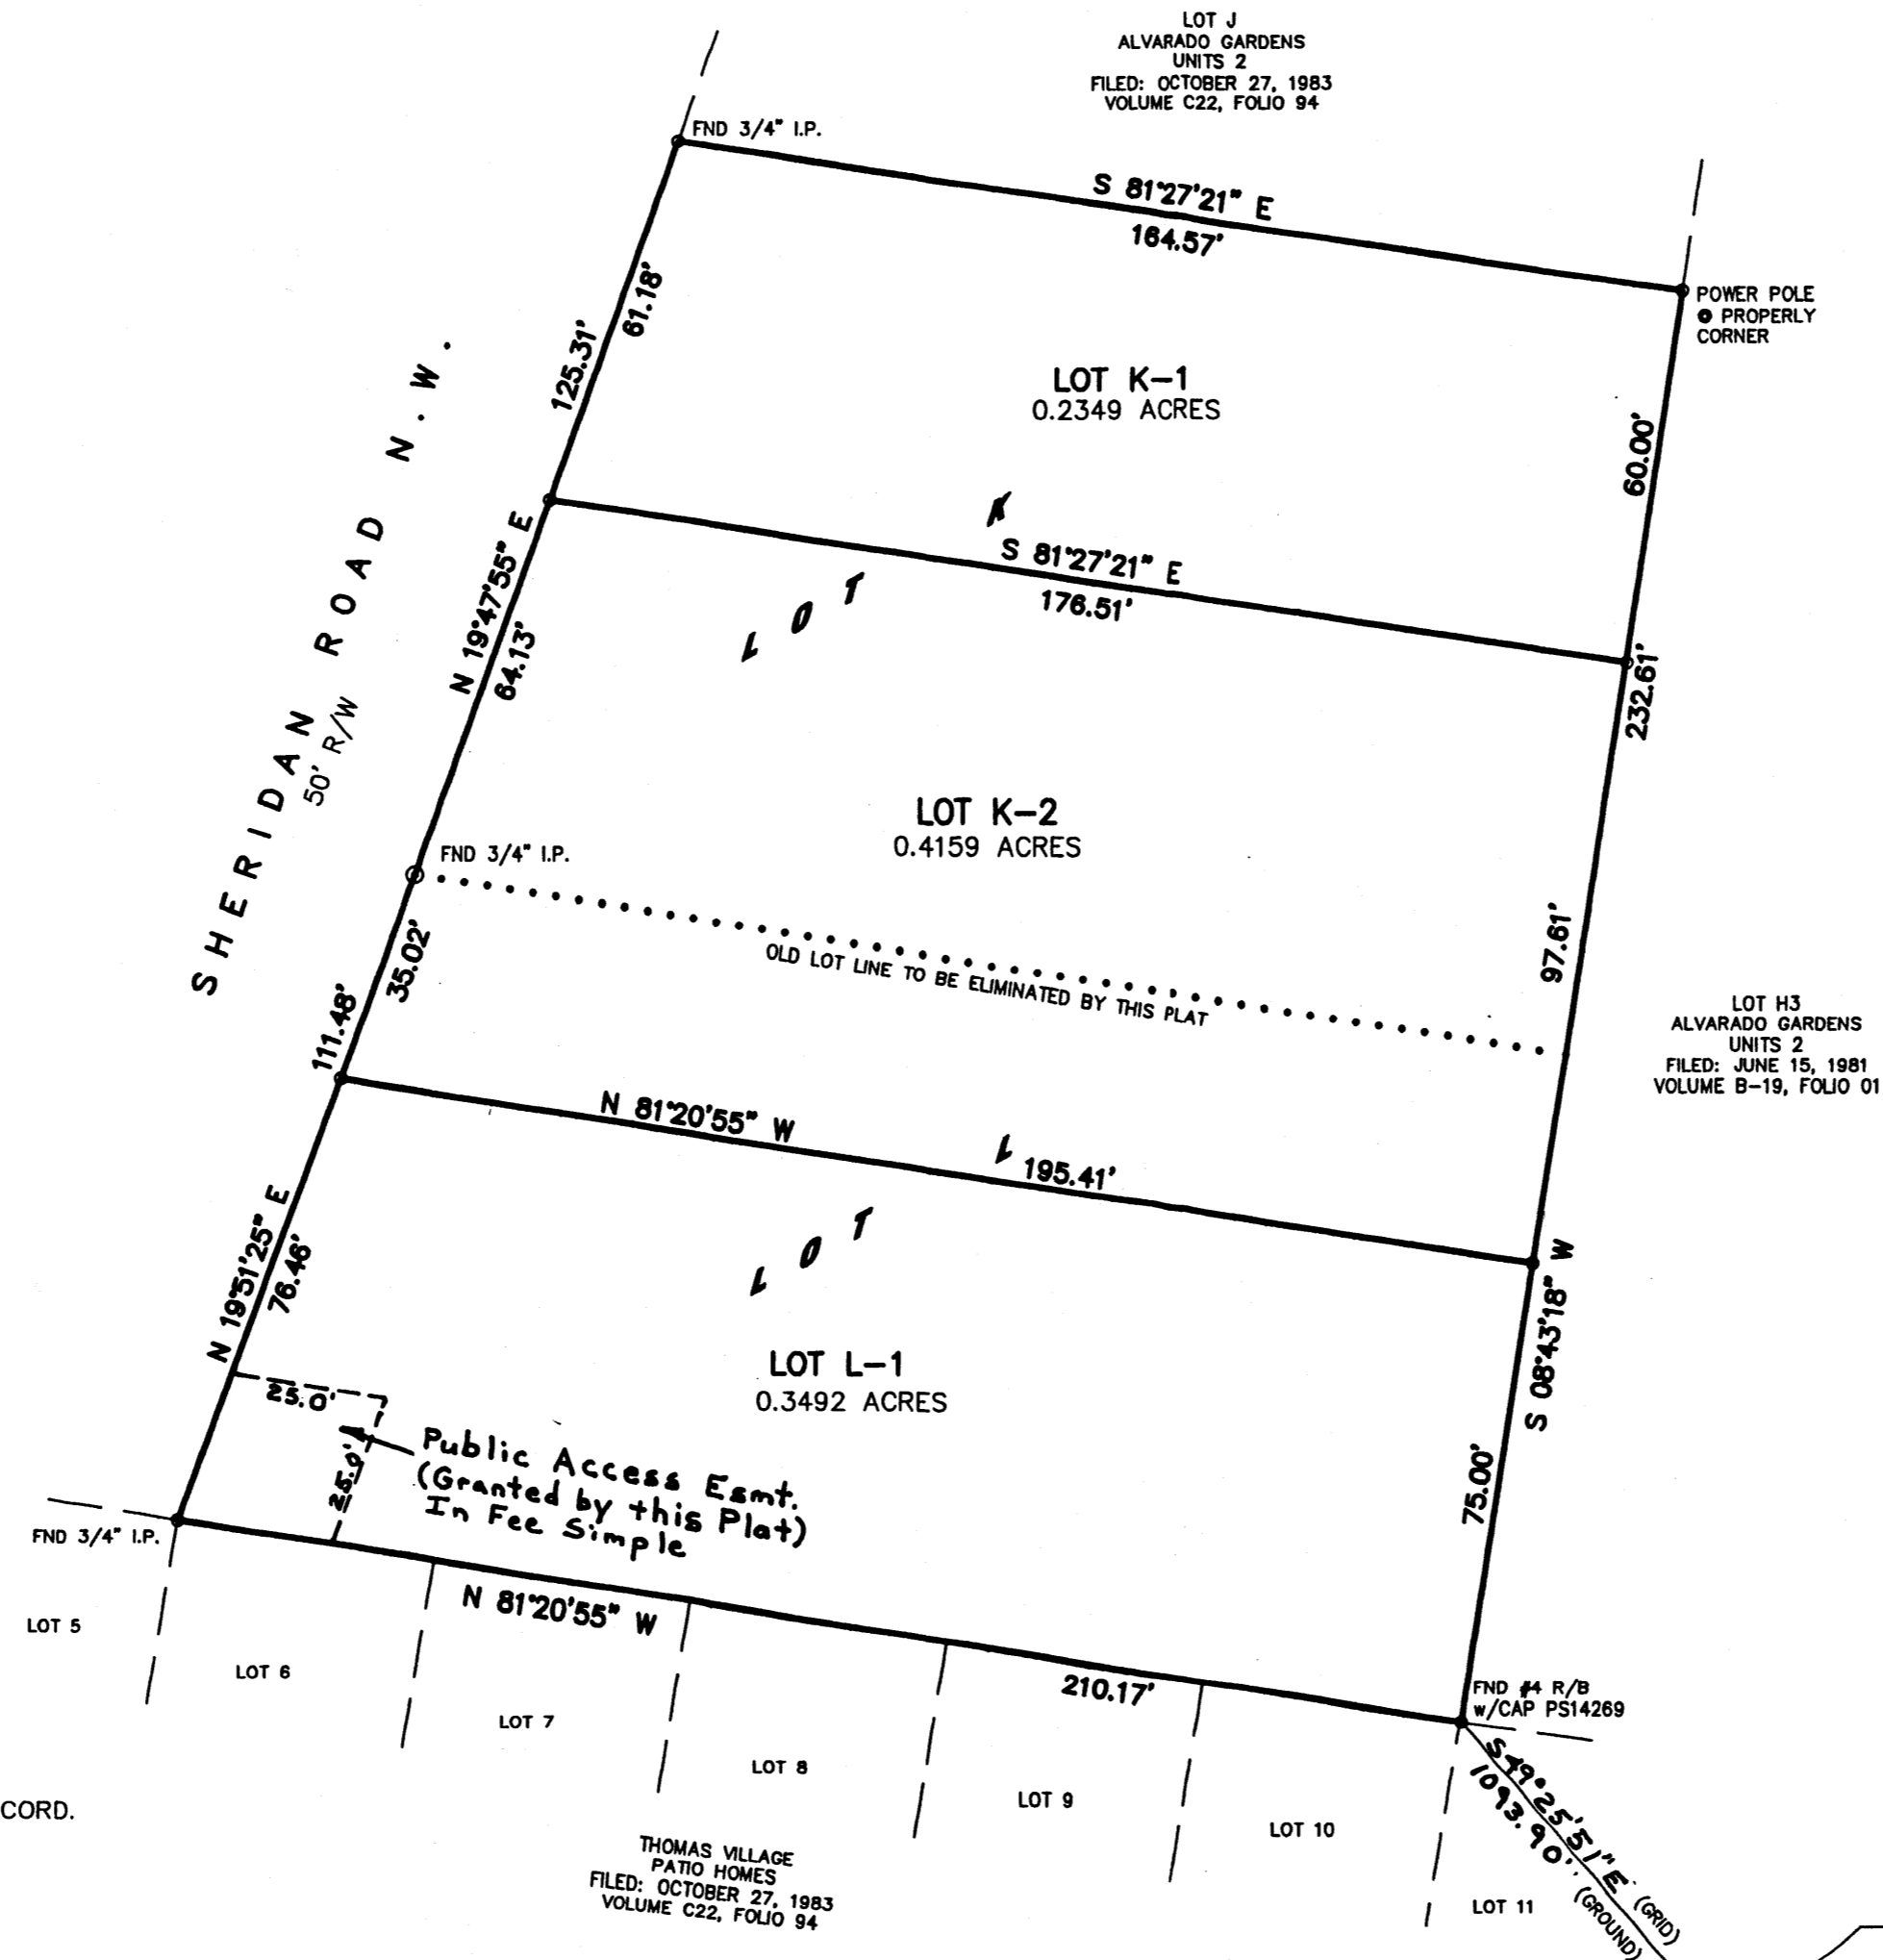 LOT J
ALVARADO GARDENS
UNITS 2
FILED: OCTOBER 27, 1983
VOLUME C22, FOLIO 94
FND 3/4" I.P.
S 81°27'21" E
164.57'
POWER POLE
@ PROPERLY
CORNER
61.18'
125.31'
LOT K-1
0.2349 ACRES
60.00'
SHERIDAN ROAD N.W.
50' R/W
N 19°47'55" E
64.13'
LOT K
S 81°27'21" E
176.51'
232.61'
LOT K-2
0.4159 ACRES
FND 3/4" I.P.
35.02'
OLD LOT LINE TO BE ELIMINATED BY THIS PLAT
97.61'
111.48'
LOT H3
ALVARADO GARDENS
UNITS 2
FILED: JUNE 15, 1981
VOLUME B-19, FOLIO 01
N 81°20'55" W
195.41'
LOT L
N 19°51'25" E
76.46'
S 08°43'18" W
LOT L-1
0.3492 ACRES
75.00'
25.0'
25.0'
Public Access Esmt.
(Granted by this Plat)
In Fee Simple
FND 3/4" I.P.
N 81°20'55" W
210.17'
FND #4 R/B
w/CAP PS14269
S49°25'51"E (GRID)
1093.90' (GROUND)
LOT 5
LOT 6
LOT 7
LOT 8
LOT 9
LOT 10
LOT 11
CORD.
THOMAS VILLAGE
PATIO HOMES
FILED: OCTOBER 27, 1983
VOLUME C22, FOLIO 94